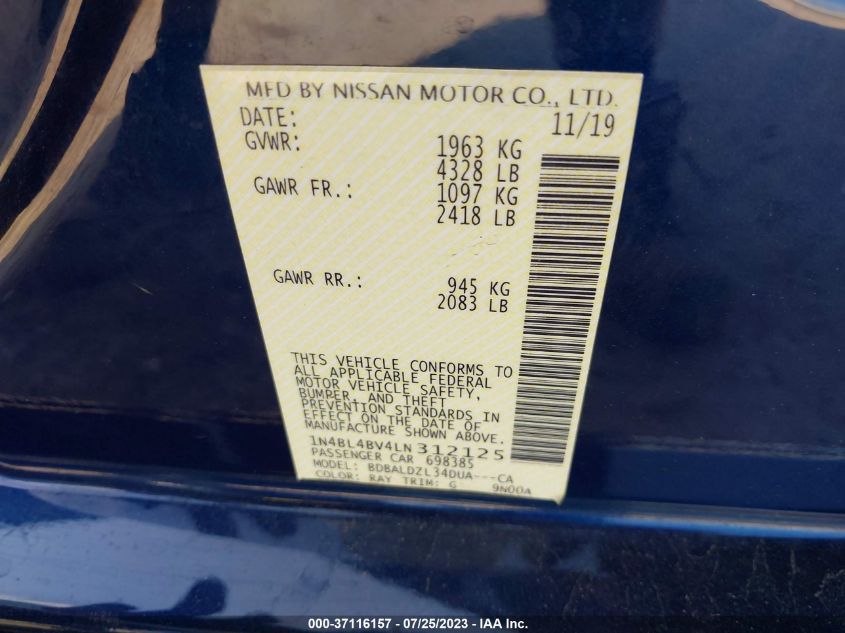 MFD BY NISSAN MOTOR CO., LTD.
DATE: 11/19
GVWR: 1963 KG
4328 LB
GAWR FR.: 1097 KG
2418 LB
GAWR RR.: 945 KG
2083 LB
THIS VEHICLE CONFORMS TO
ALL APPLICABLE FEDERAL
MOTOR VEHICLE SAFETY,
BUMPER, AND THEFT
PREVENTION STANDARDS IN
EFFECT ON THE DATE OF
MANUFACTURE SHOWN ABOVE.
1N4BL4BV4LN312125
PASSENGER CAR 698385
MODEL: BDBALDZL34DUA---CA
COLOR: RAY TRIM: G 9N00A
000-37116157 / 07/25/2023 - IAA Inc.